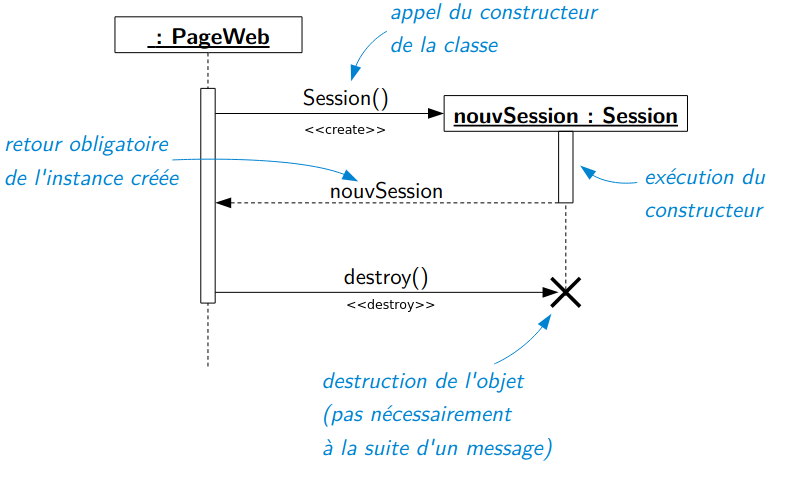 appel du constructeur
de la classe
: PageWeb
Session()
<<create>>
nouvSession : Session
retour obligatoire
de l'instance créée
nouvSession
exécution du
constructeur
destroy()
<<destroy>>
destruction de l'objet
(pas nécessairement
à la suite d'un message)